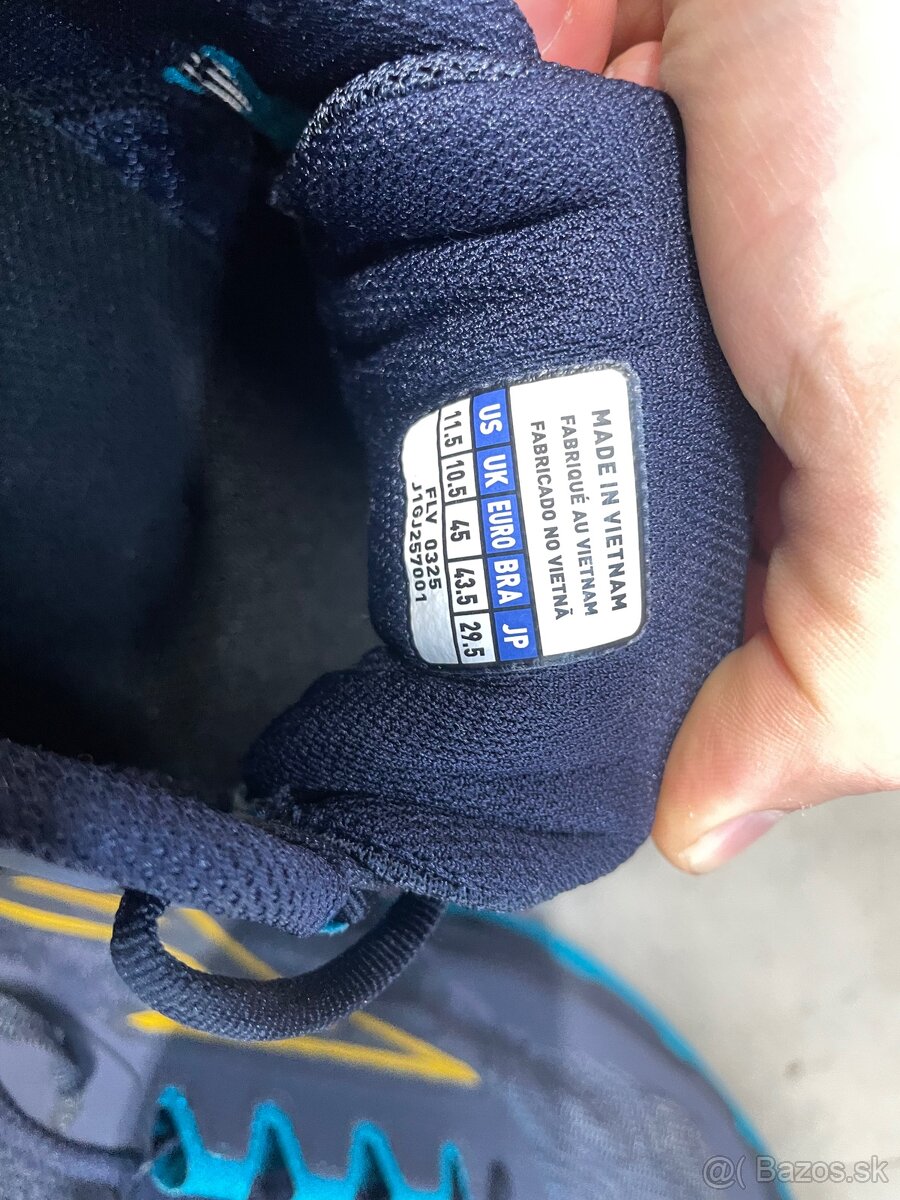 MADE IN VIETNAM
FABRIQUÉ AU VIETNAM
FABRICADO NO VIETNÃ
US UK EURO BRA JP
11.5 10.5 45 43.5 29.5
FLV 0325
J1GJ257001
@( Bazos.sk